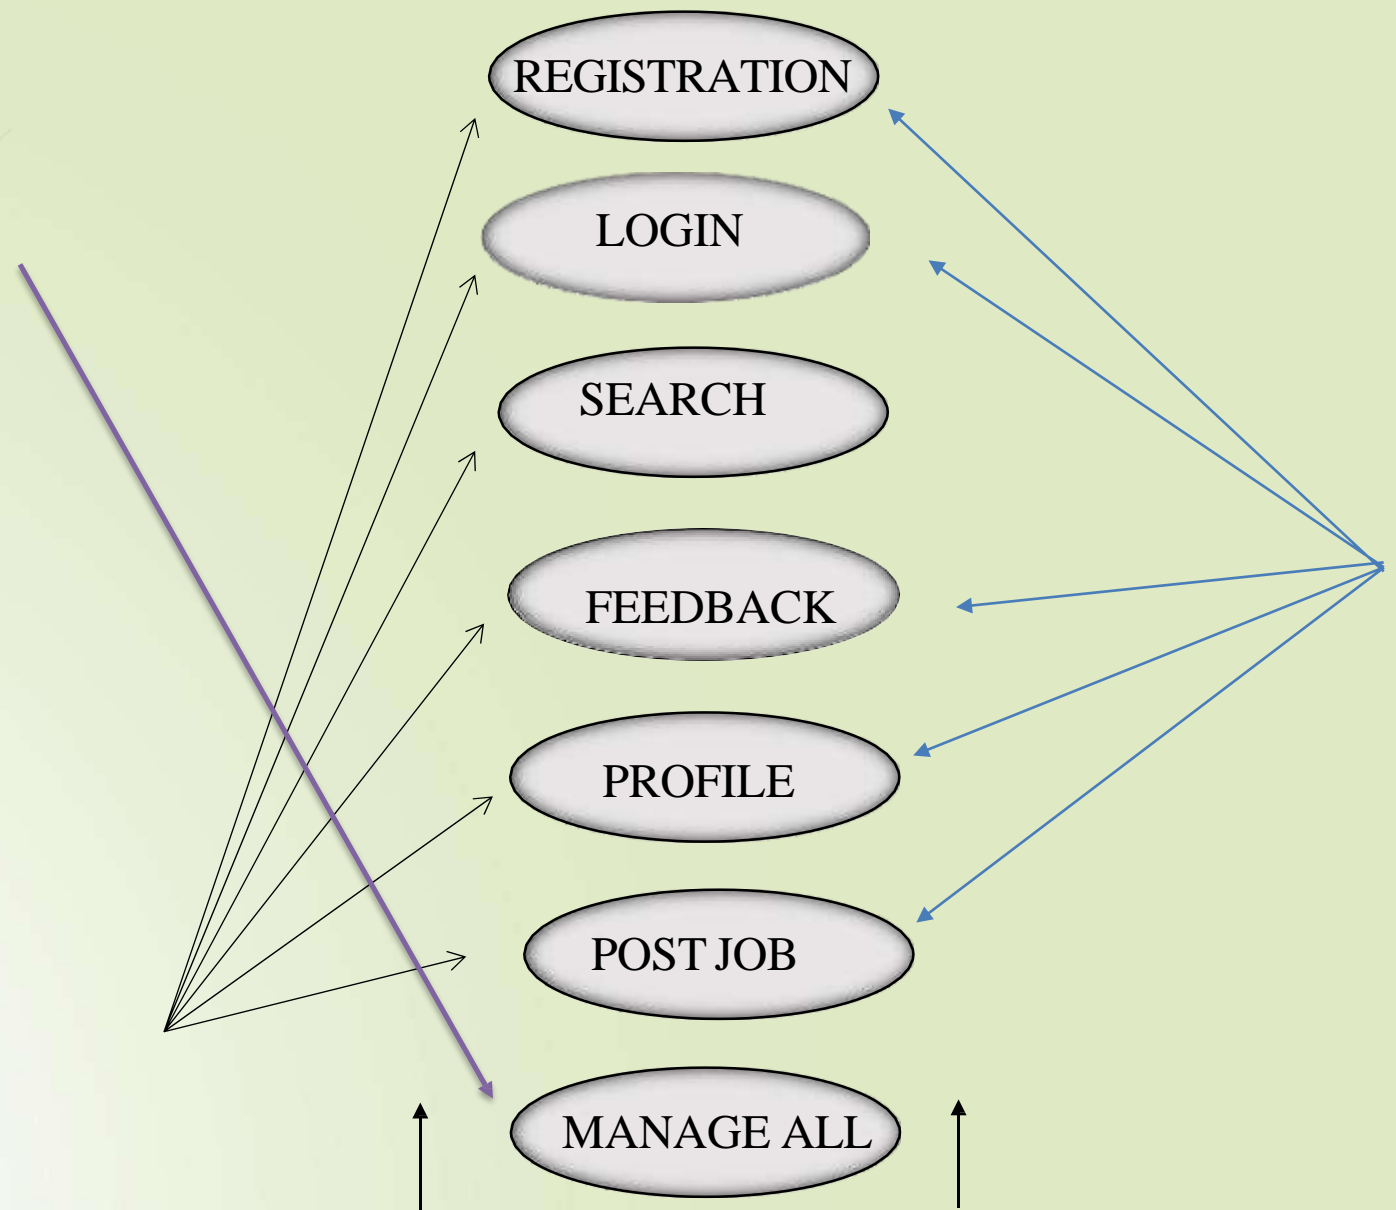 REGISTRATION
LOGIN
SEARCH
FEEDBACK
PROFILE
POST JOB
MANAGE ALL